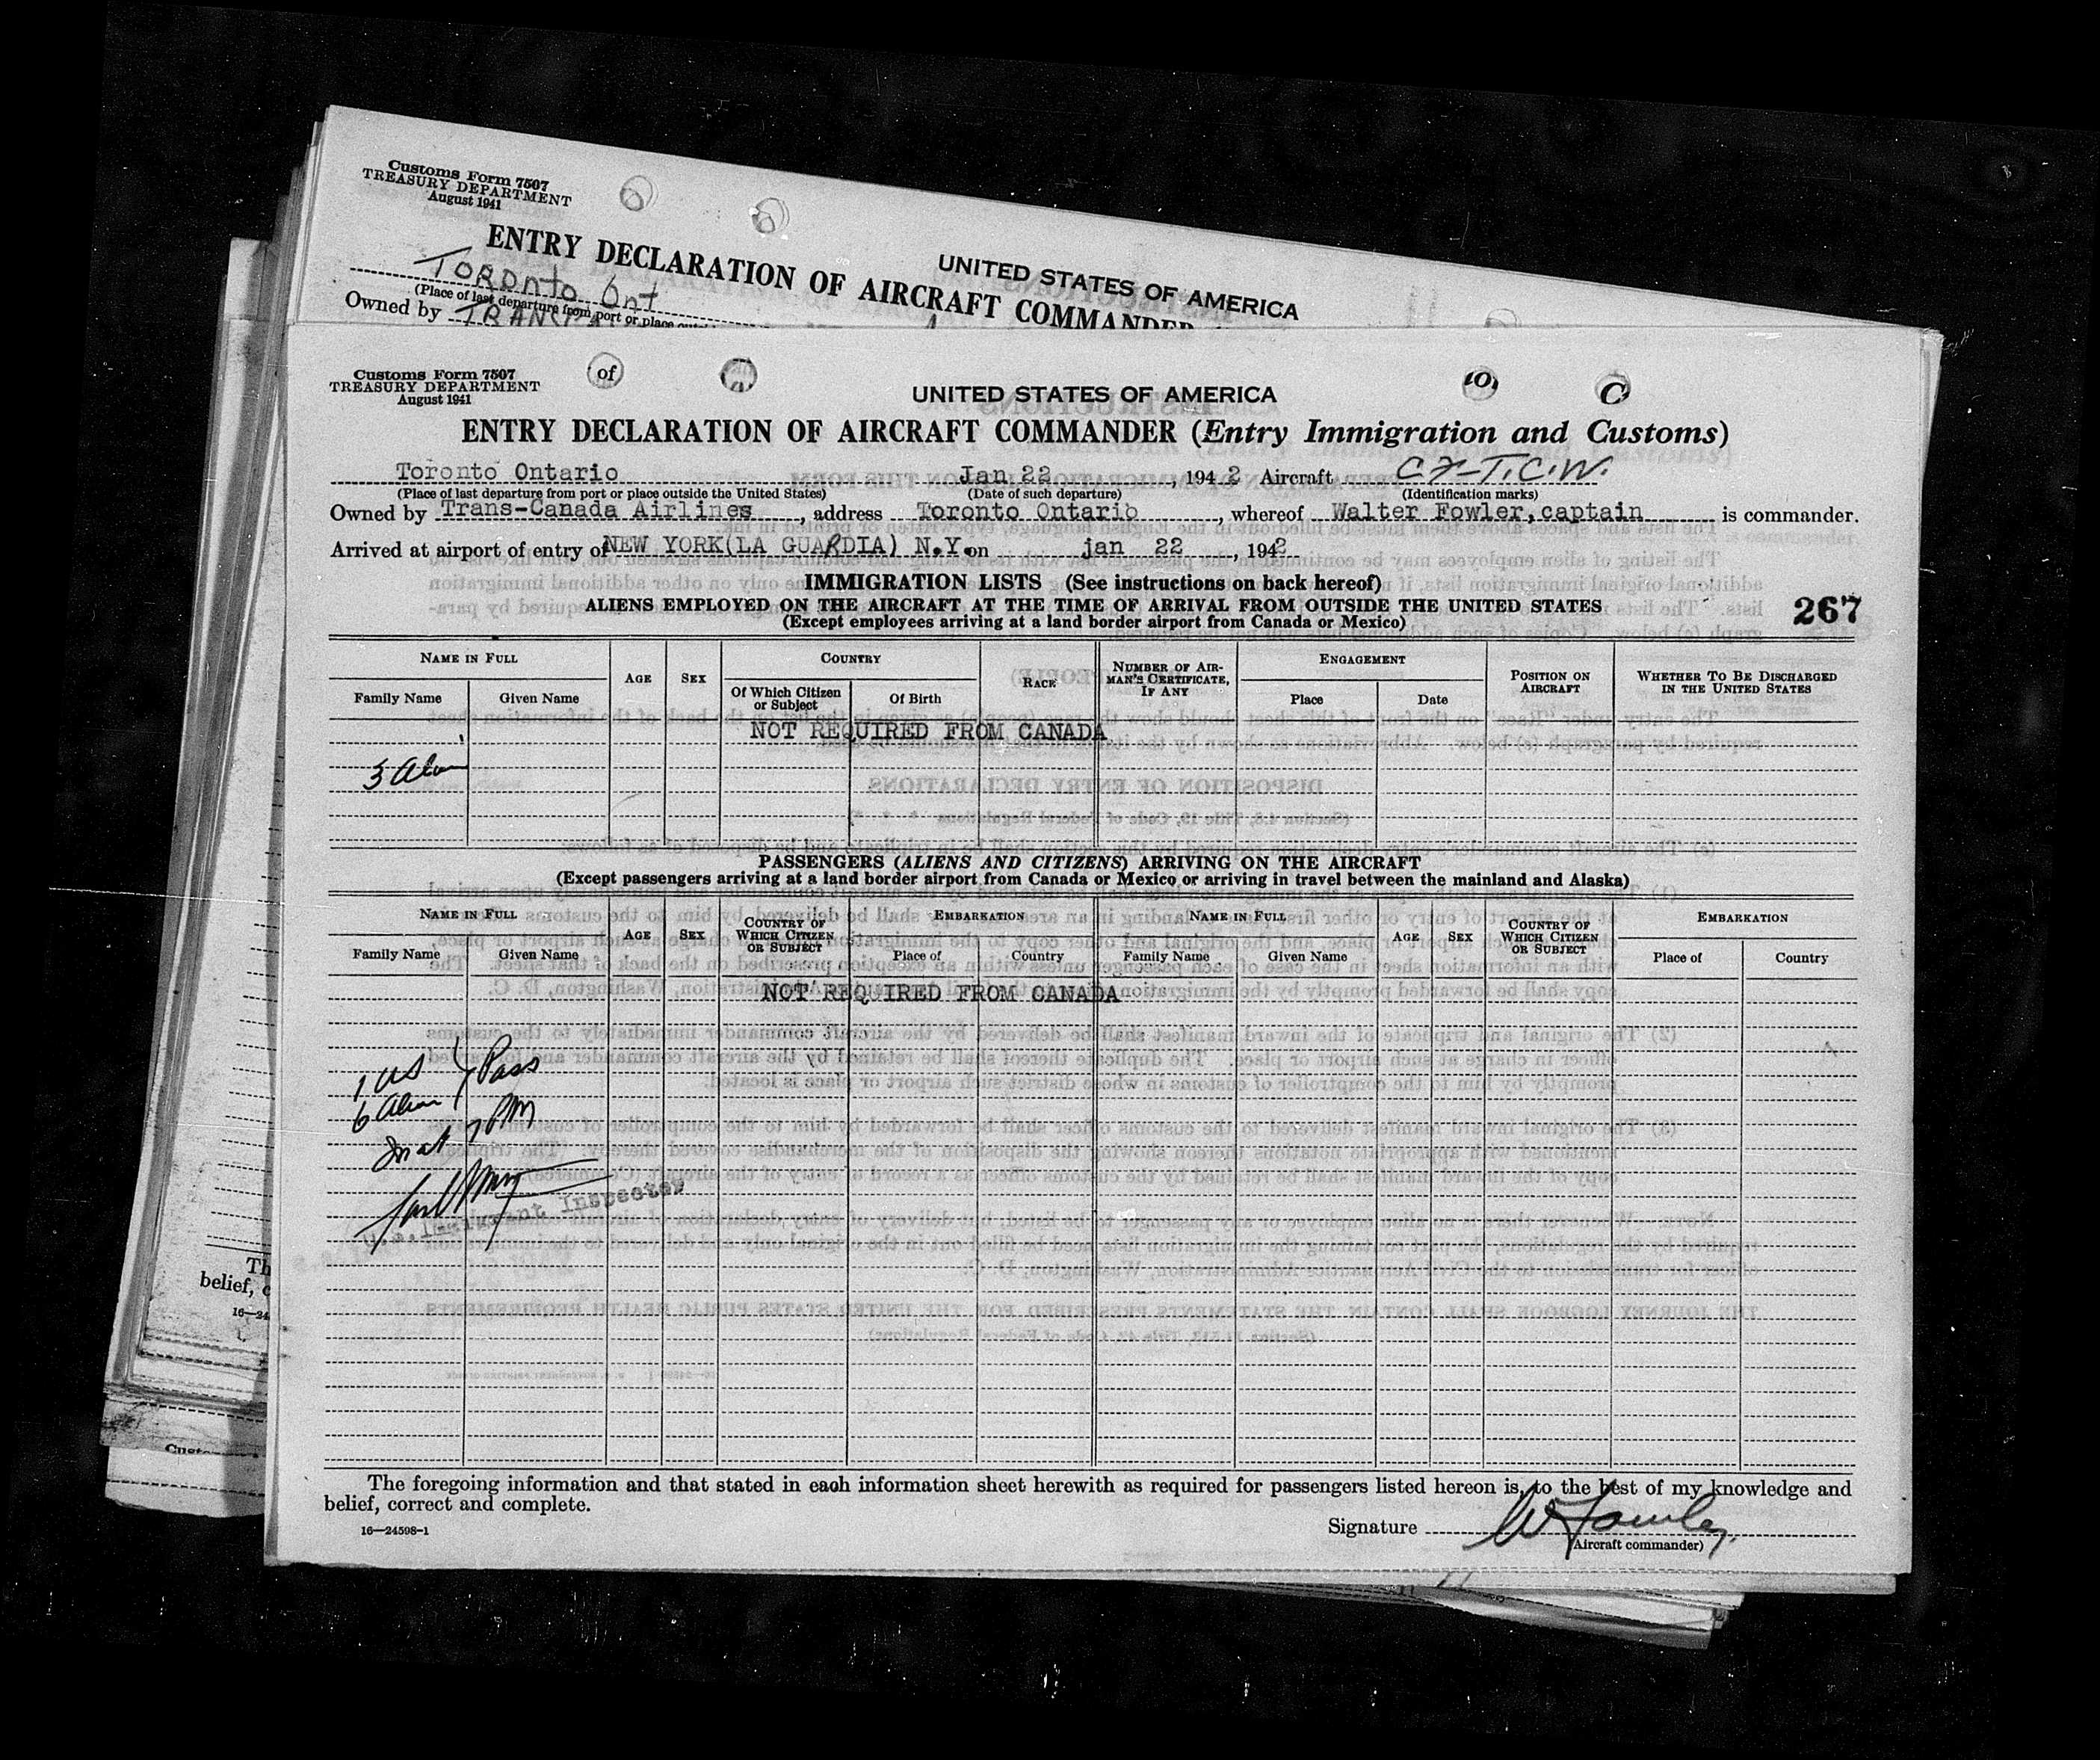 Customs Form 7507
TREASURY DEPARTMENT
August 1941
UNITED STATES OF AMERICA
ENTRY DECLARATION OF AIRCRAFT COMMANDER
Toronto Ont
(Place of last departure from port or place
Owned by
Customs Form 7507
TREASURY DEPARTMENT
August 1941
UNITED STATES OF AMERICA
ENTRY DECLARATION OF AIRCRAFT COMMANDER (Entry Immigration and Customs)
Toronto Ontario Jan 22, 1942 Aircraft CF-T.C.W.
(Place of last departure from port or place outside the United States) (Date of such departure) (Identification marks)
Owned by Trans-Canada Airlines, address Toronto Ontario, whereof Walter Fowler, captain is commander.
Arrived at airport of entry of NEW YORK(LA GUARDIA) N.Y. on jan 22, 1942
IMMIGRATION LISTS (See instructions on back hereof)
ALIENS EMPLOYED ON THE AIRCRAFT AT THE TIME OF ARRIVAL FROM OUTSIDE THE UNITED STATES
267
(Except employees arriving at a land border airport from Canada or Mexico)
NAME IN FULL AGE SEX COUNTRY RACE NUMBER OF AIRMAN'S CERTIFICATE, IF ANY ENGAGEMENT POSITION ON AIRCRAFT WHETHER TO BE DISCHARGED IN THE UNITED STATES
Family Name Given Name Of Which Citizen or Subject Of Birth Place Date
NOT REQUIRED FROM CANADA
3 Alien
PASSENGERS (ALIENS AND CITIZENS) ARRIVING ON THE AIRCRAFT
(Except passengers arriving at a land border airport from Canada or Mexico or arriving in travel between the mainland and Alaska)
NAME IN FULL AGE SEX COUNTRY OF WHICH CITIZEN OR SUBJECT EMBARKATION NAME IN FULL AGE SEX COUNTRY OF WHICH CITIZEN OR SUBJECT EMBARKATION
Family Name Given Name Place of Country Family Name Given Name Place of Country
NOT REQUIRED FROM CANADA
1 US
6 Alien 7 Pass
U.S. Immigrant Inspector
The foregoing information and that stated in each information sheet herewith as required for passengers listed hereon is, to the best of my knowledge and
belief, correct and complete.
16—24598-1
Signature W Fowler
(Aircraft commander)